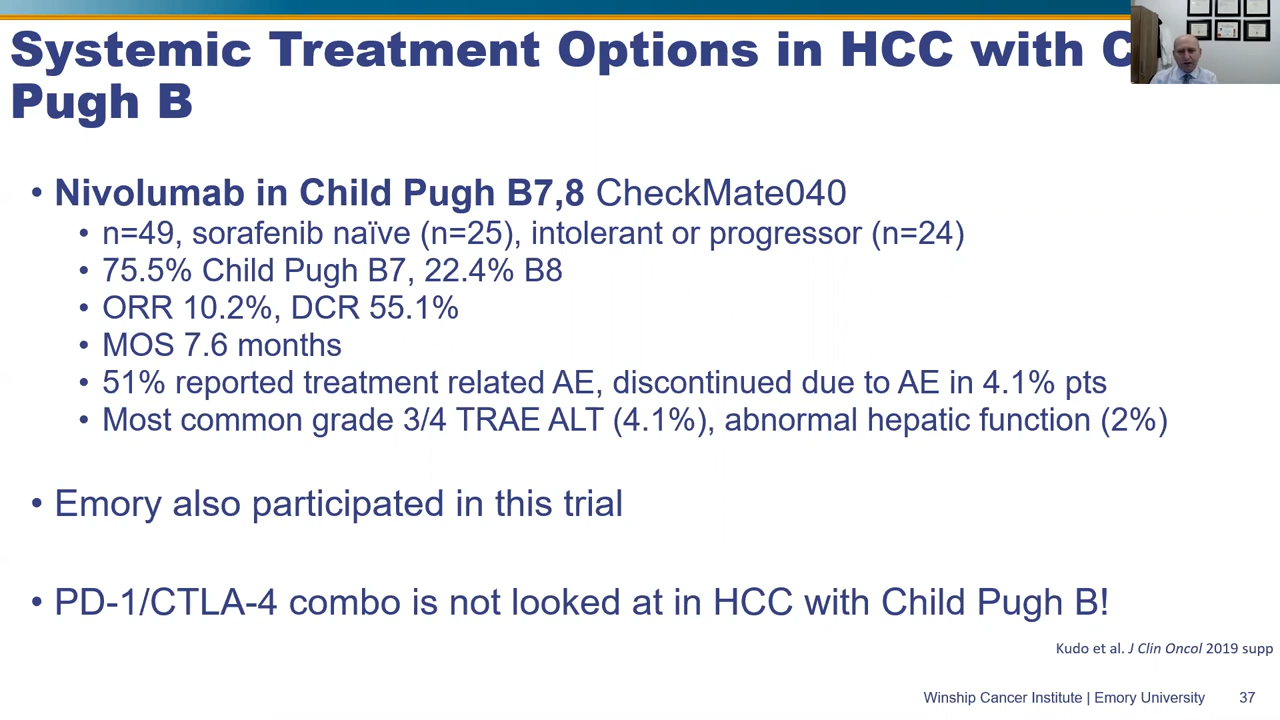 Systemic Treatment Options in HCC with
Pugh B
• Nivolumab in Child Pugh B7,8 CheckMate040
• n=49, sorafenib naïve (n=25), intolerant or progressor (n=24)
• 75.5% Child Pugh B7, 22.4% B8
• ORR 10.2%, DCR 55.1%
• MOS 7.6 months
• 51% reported treatment related AE, discontinued due to AE in 4.1% pts
• Most common grade 3/4 TRAE ALT (4.1%), abnormal hepatic function (2%)
• Emory also participated in this trial
• PD-1/CTLA-4 combo is not looked at in HCC with Child Pugh B!
Kudo et al. J Clin Oncol 2019 supp
Winship Cancer Institute | Emory University 37